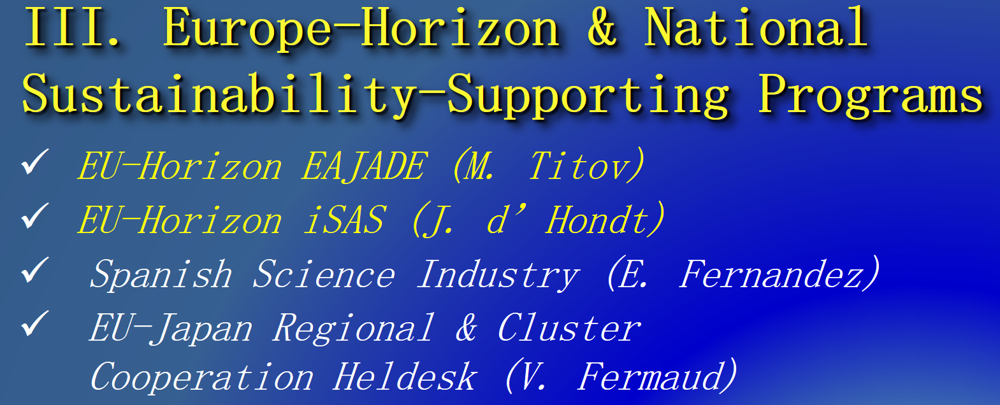 III. Europe-Horizon & National
Sustainability-Supporting Programs
✓ EU-Horizon EAJADE (M. Titov)
✓ EU-Horizon iSAS (J. d’Hondt)
✓ Spanish Science Industry (E. Fernandez)
✓ EU-Japan Regional & Cluster
Cooperation Heldesk (V. Fermaud)